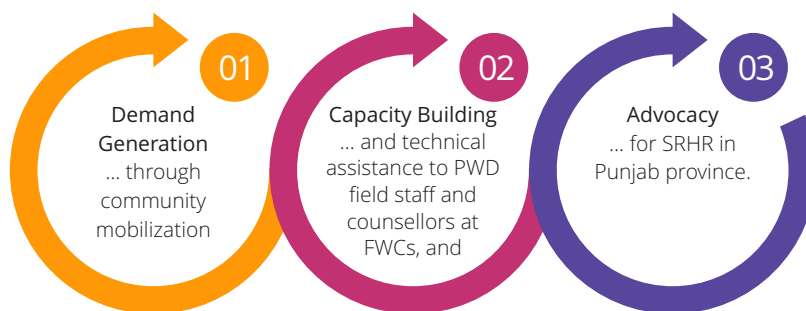 01
Demand
Generation
... through
community
mobilization
02
Capacity Building
... and technical
assistance to PWD
field staff and
counsellors at
FWCs, and
03
Advocacy
... for SRHR in
Punjab province.